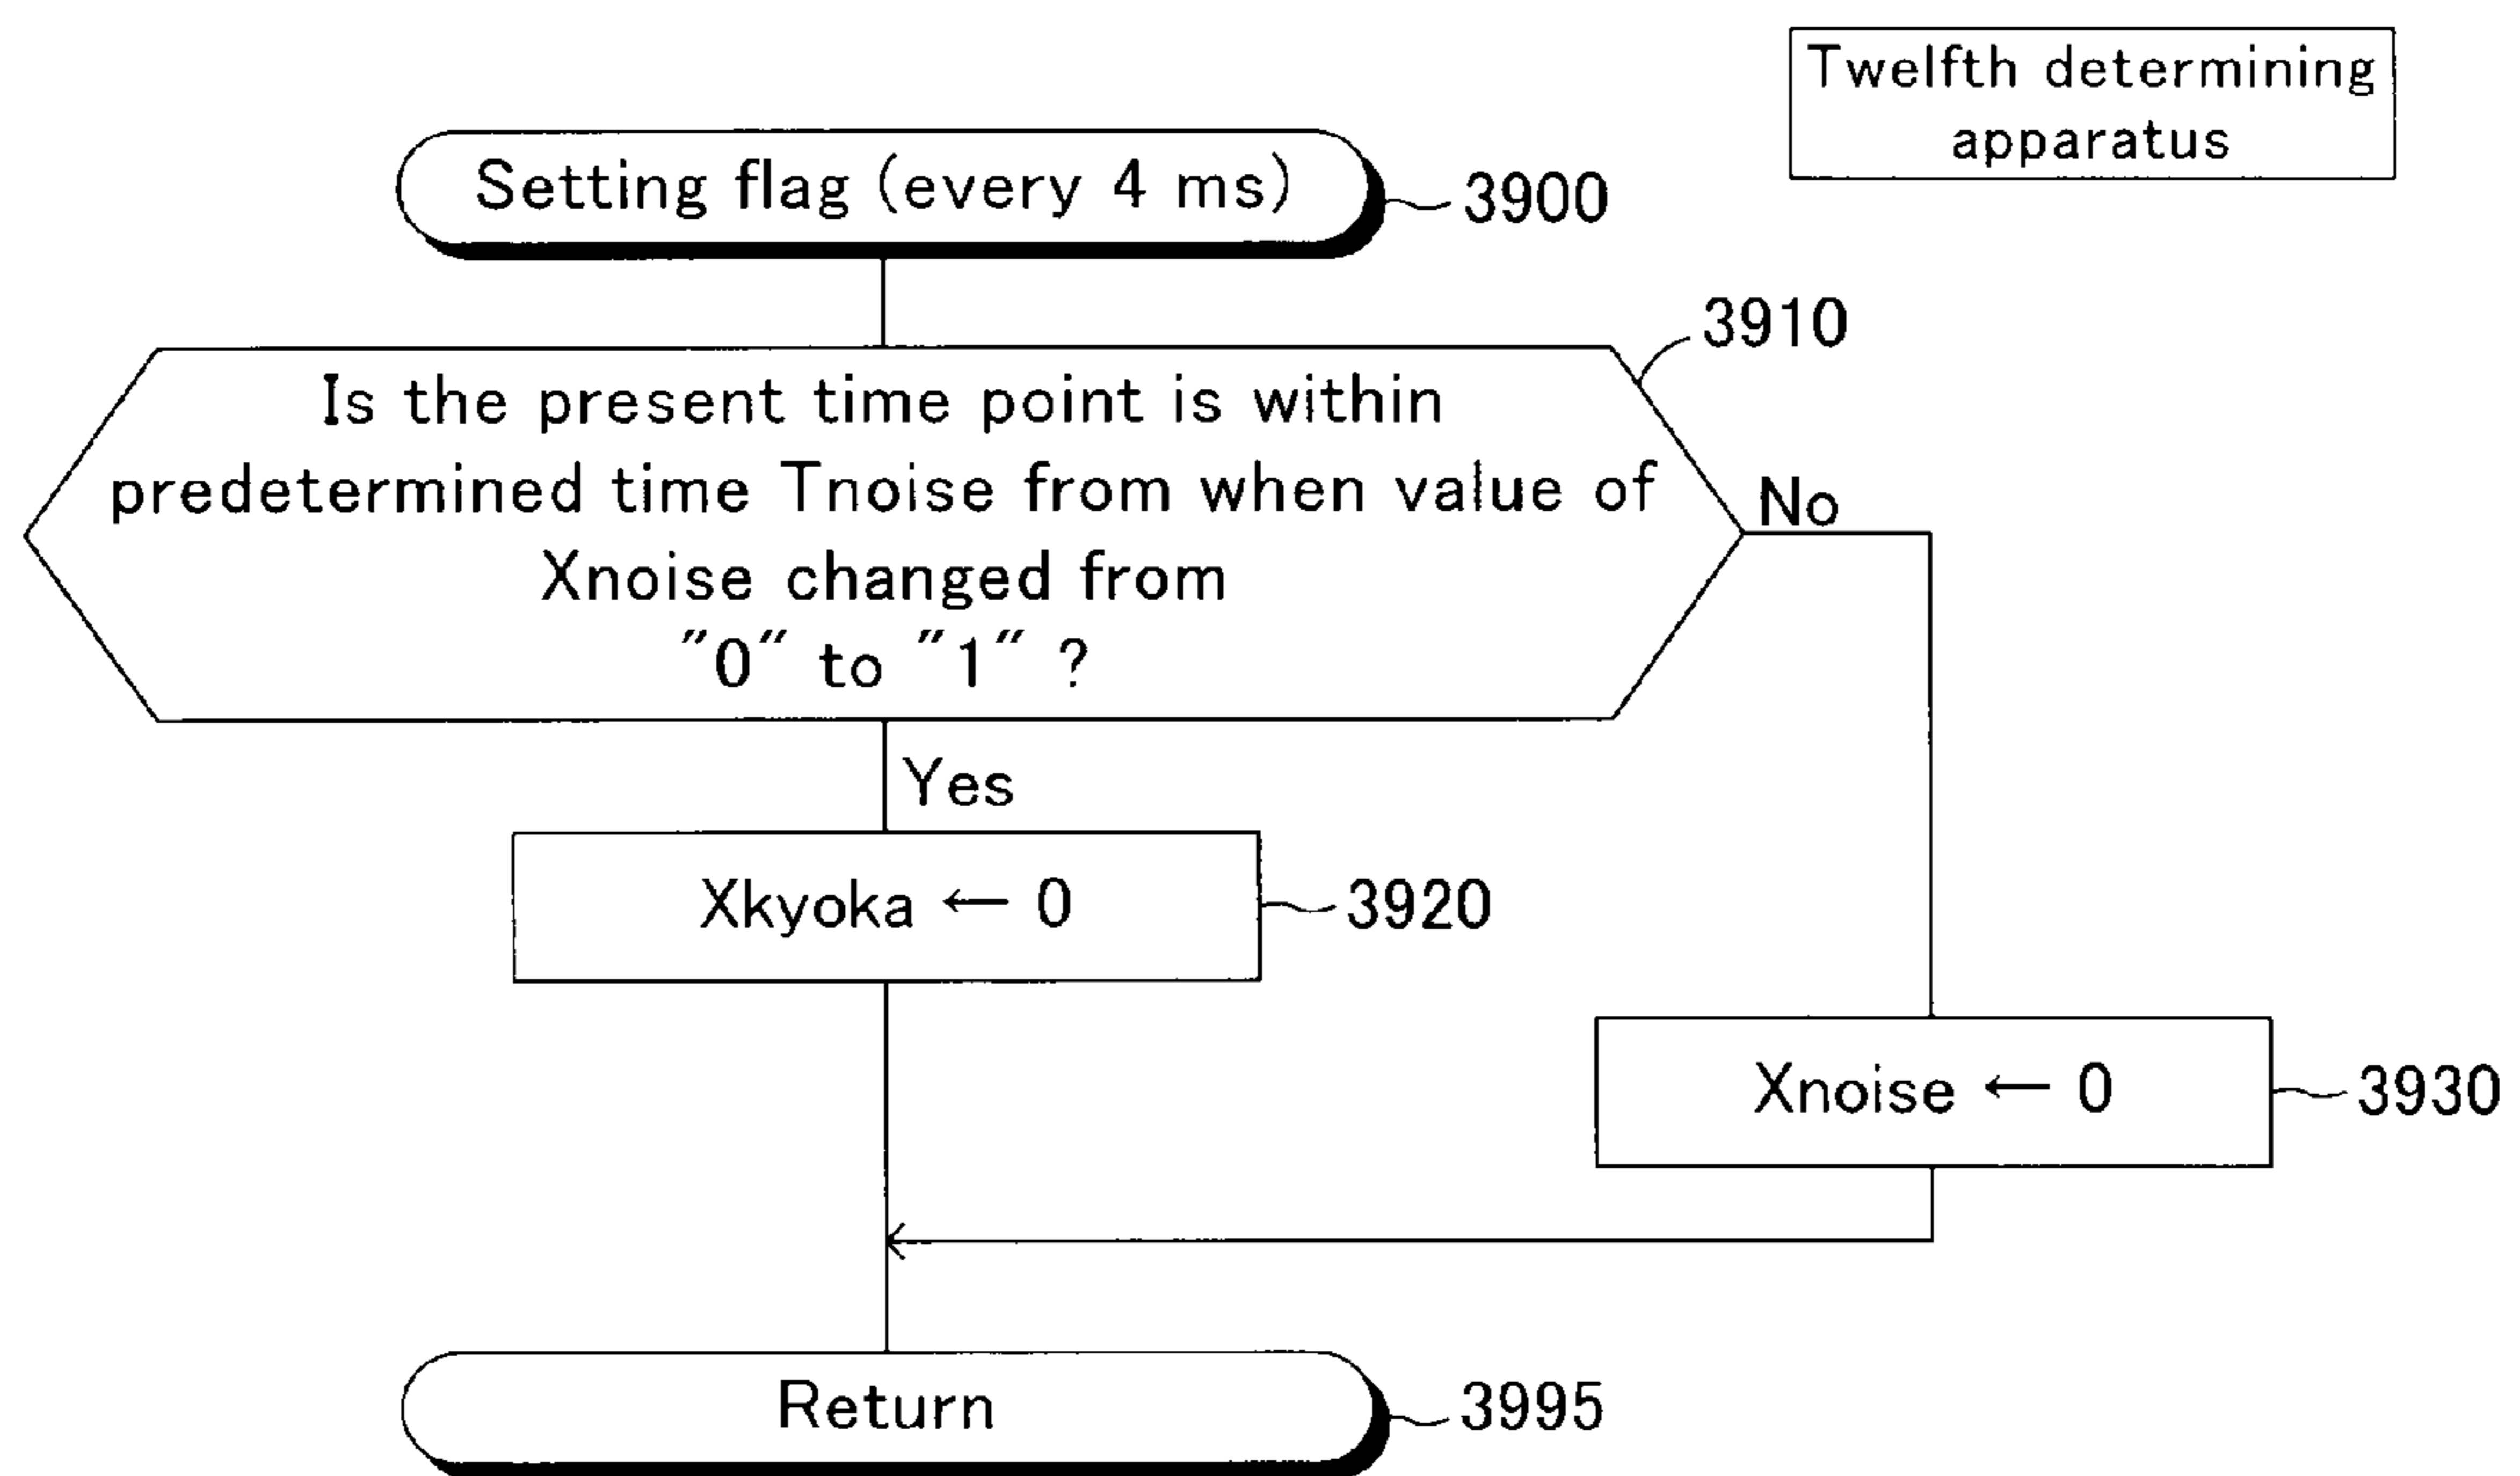 Twelfth determining
apparatus
Setting flag (every 4 ms)
3900
3910
Is the present time point is within
predetermined time Tnoise from when value of
Xnoise changed from
"0" to "1" ?
No
Yes
Xkyoka ← 0
3920
Xnoise ← 0
3930
Return
3995